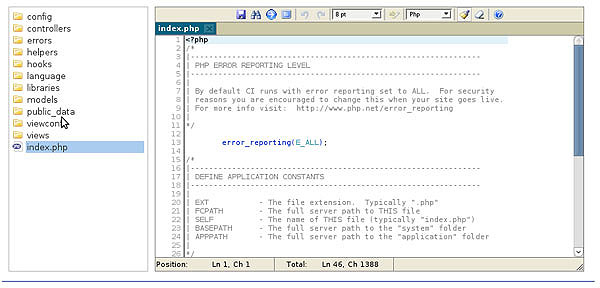 config
controllers
errors
helpers
hooks
language
libraries
models
public_data
views
index.php
8 pt
Php
index.php
1 <?php
2 /*
3 |---------------------------------------------------------------
4 | PHP ERROR REPORTING LEVEL
5 |---------------------------------------------------------------
6 |
7 | By default CI runs with error reporting set to ALL.  For security
8 | reasons you are encouraged to change this when your site goes live.
9 | For more info visit:  http://www.php.net/error_reporting
10 |
11 */
12
13 error_reporting(E_ALL);
14
15 /*
16 |---------------------------------------------------------------
17 | DEFINE APPLICATION CONSTANTS
18 |---------------------------------------------------------------
19 |
20 | EXT - The file extension.  Typically ".php"
21 | FCPATH - The full server path to THIS file
22 | SELF - The name of THIS file (typically "index.php")
23 | BASEPATH - The full server path to the "system" folder
24 | APPPATH - The full server path to the "application" folder
25 |
26 */
Position: Ln 1, Ch 1 Total: Ln 46, Ch 1388